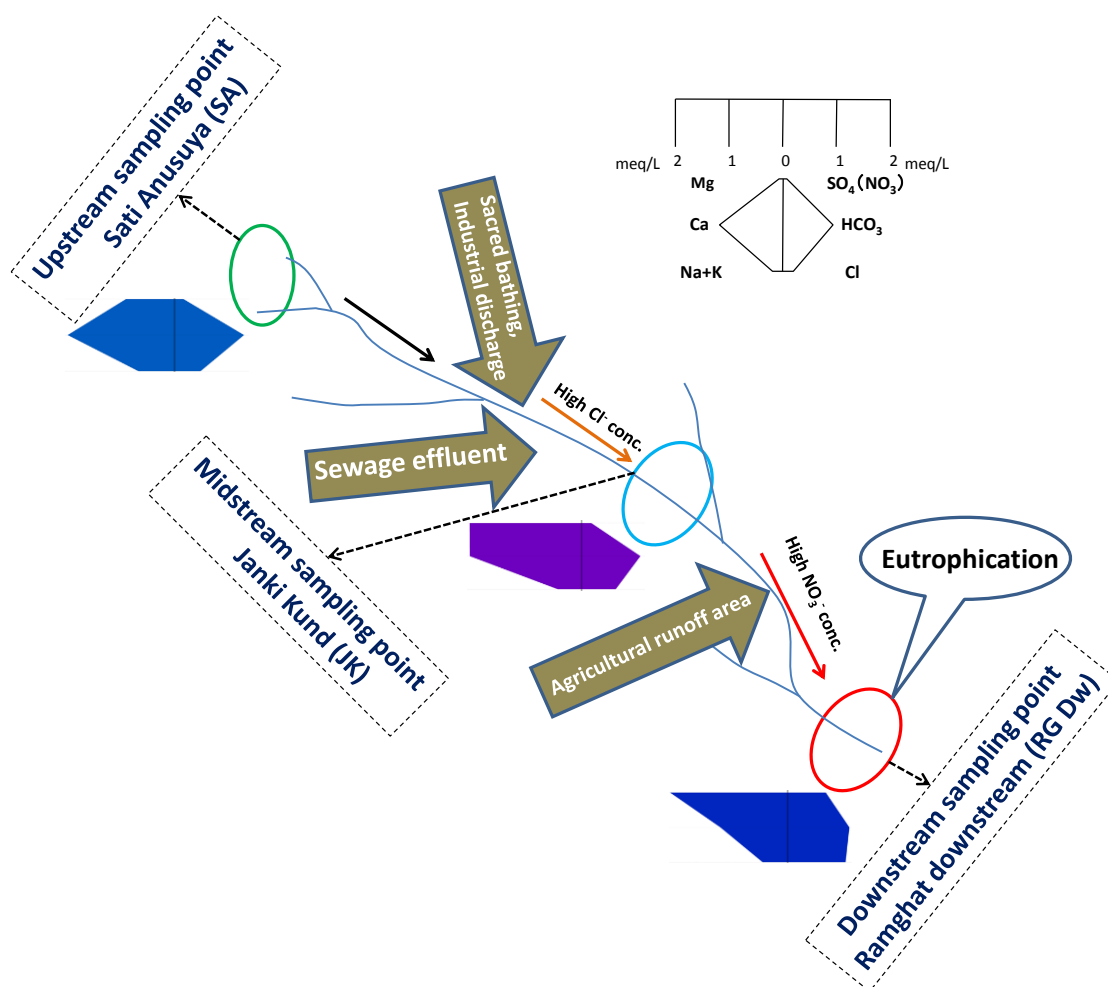 Upstream sampling point
Sati Anusuya (SA)
2 1 0 1 2
meq/L meq/L
Mg SO₄(NO₃)
Ca HCO₃
Na+K Cl
Sacred bathing,
Industrial discharge
High Cl⁻ conc.
Sewage effluent
Midstream sampling point
Janki Kund (JK)
High NO₃⁻ conc.
Eutrophication
Agricultural runoff area
Downstream sampling point
Ramghat downstream (RG Dw)